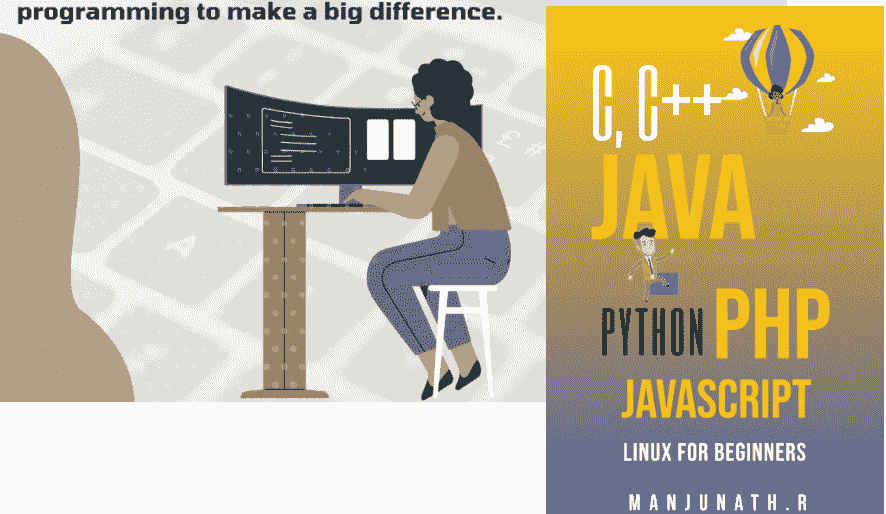 programming to make a big difference.
C, C++
JAVA
PYTHON PHP
JAVASCRIPT
LINUX FOR BEGINNERS
MANJUNATH.R